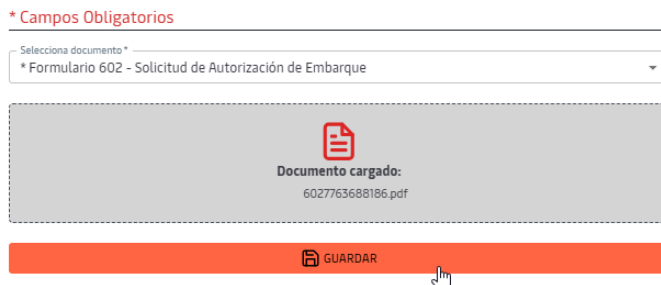 * Campos Obligatorios
Selecciona documento *
* Formulario 602 - Solicitud de Autorización de Embarque
Documento cargado:
6027763688186.pdf
GUARDAR